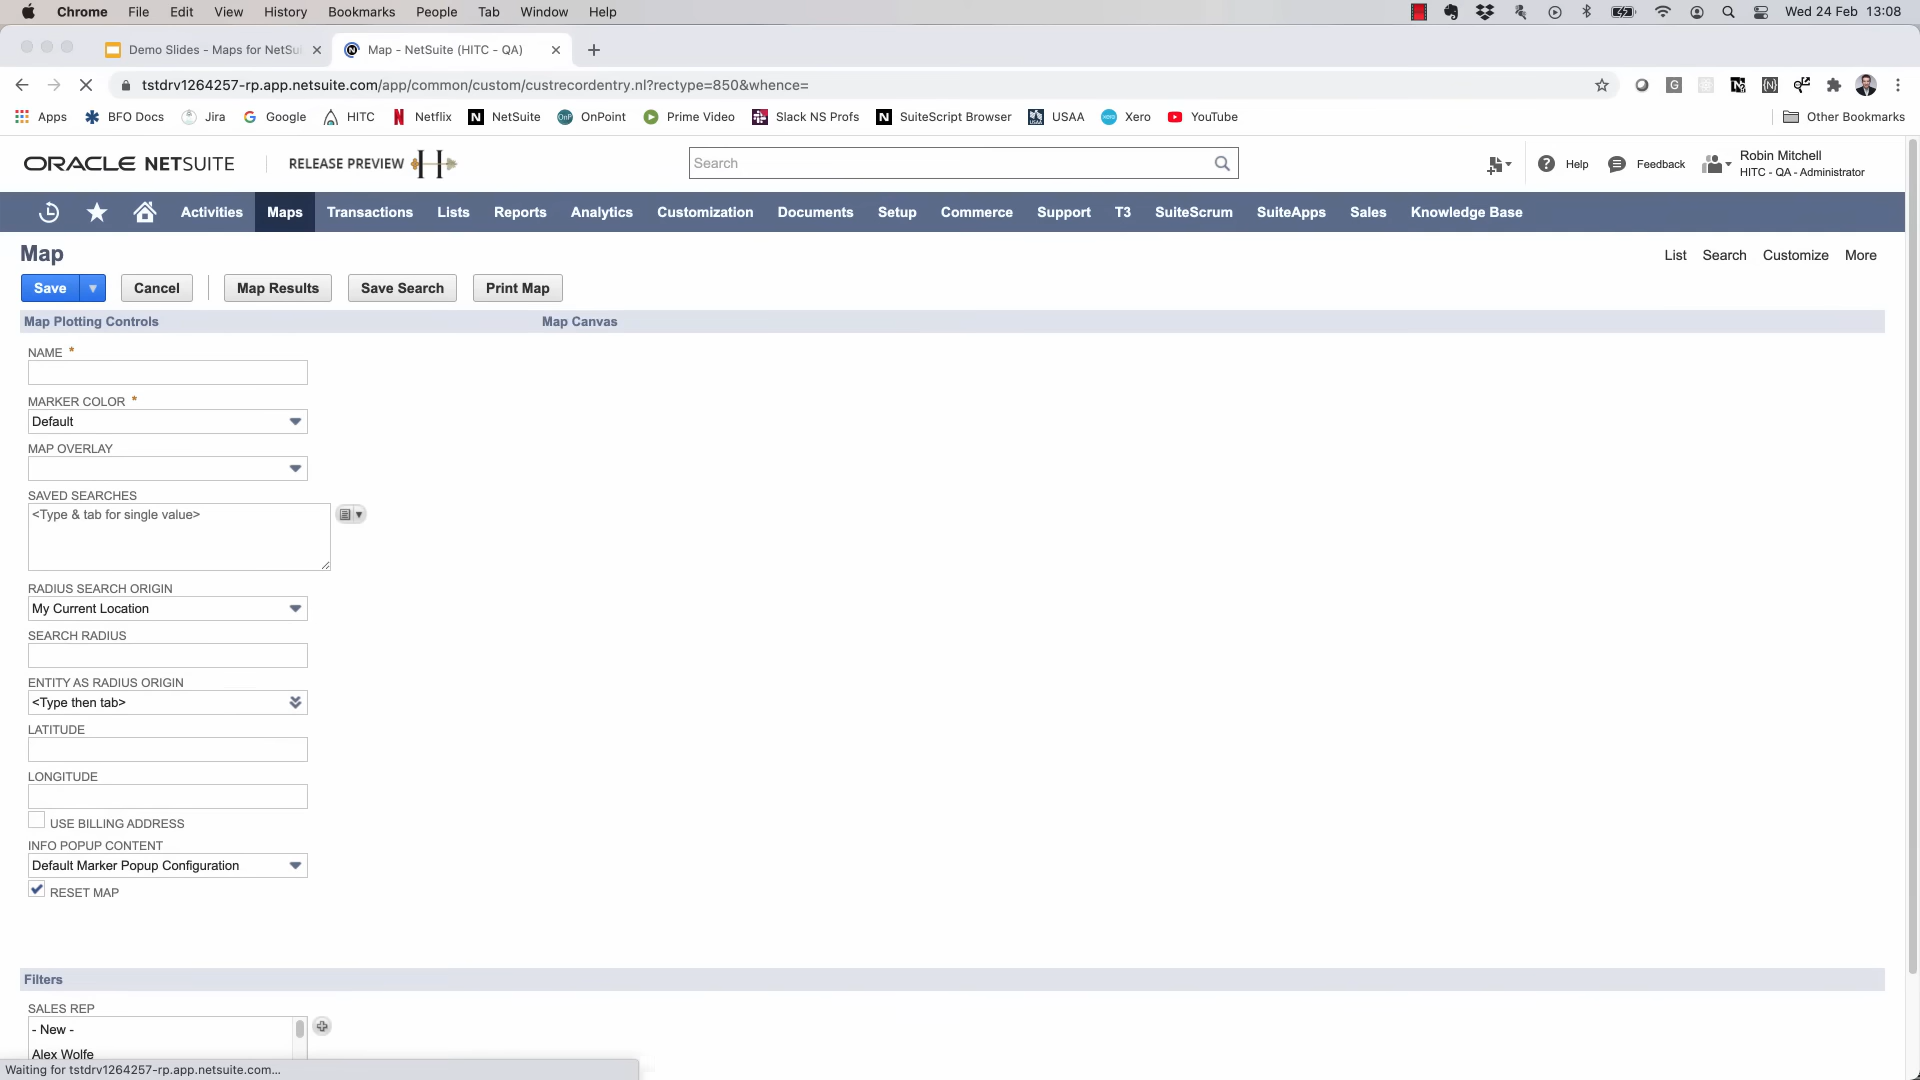 Chrome File Edit View History Bookmarks People Tab Window Help Wed 24 Feb 13:08
Demo Slides - Maps for NetSui Map - NetSuite (HITC - QA)
tstdrv1264257-rp.app.netsuite.com/app/common/custom/custrecordentry.nl?rectype=850&whence=
Apps BFO Docs Jira Google HITC Netflix NetSuite OnPoint Prime Video Slack NS Profs SuiteScript Browser USAA Xero YouTube Other Bookmarks
ORACLE NETSUITE RELEASE PREVIEW H Search Help Feedback Robin Mitchell
HITC - QA - Administrator
Activities Maps Transactions Lists Reports Analytics Customization Documents Setup Commerce Support T3 SuiteScrum SuiteApps Sales Knowledge Base
Map List Search Customize More
Save Cancel Map Results Save Search Print Map
Map Plotting Controls Map Canvas
NAME *
MARKER COLOR *
Default
MAP OVERLAY
SAVED SEARCHES
<Type & tab for single value>
RADIUS SEARCH ORIGIN
My Current Location
SEARCH RADIUS
ENTITY AS RADIUS ORIGIN
<Type then tab>
LATITUDE
LONGITUDE
USE BILLING ADDRESS
INFO POPUP CONTENT
Default Marker Popup Configuration
RESET MAP
Filters
SALES REP
- New -
Alex Wolfe
Waiting for tstdrv1264257-rp.app.netsuite.com...